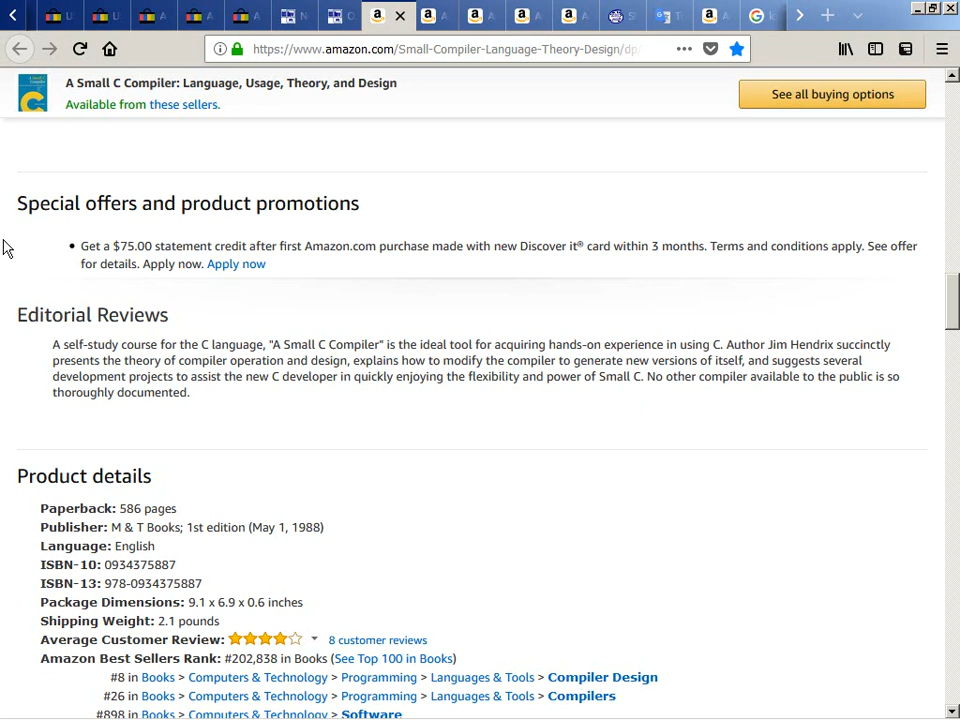 https://www.amazon.com/Small-Compiler-Language-Theory-Design/dp/
A Small C Compiler: Language, Usage, Theory, and Design
Available from these sellers.
See all buying options
Special offers and product promotions
• Get a $75.00 statement credit after first Amazon.com purchase made with new Discover it® card within 3 months. Terms and conditions apply. See offer
for details. Apply now. Apply now
Editorial Reviews
A self-study course for the C language, "A Small C Compiler" is the ideal tool for acquiring hands-on experience in using C. Author Jim Hendrix succinctly
presents the theory of compiler operation and design, explains how to modify the compiler to generate new versions of itself, and suggests several
development projects to assist the new C developer in quickly enjoying the flexibility and power of Small C. No other compiler available to the public is so
thoroughly documented.
Product details
Paperback: 586 pages
Publisher: M & T Books; 1st edition (May 1, 1988)
Language: English
ISBN-10: 0934375887
ISBN-13: 978-0934375887
Package Dimensions: 9.1 x 6.9 x 0.6 inches
Shipping Weight: 2.1 pounds
Average Customer Review: 8 customer reviews
Amazon Best Sellers Rank: #202,838 in Books (See Top 100 in Books)
#8 in Books > Computers & Technology > Programming > Languages & Tools > Compiler Design
#26 in Books > Computers & Technology > Programming > Languages & Tools > Compilers
#898 in Books > Computers & Technology > Software